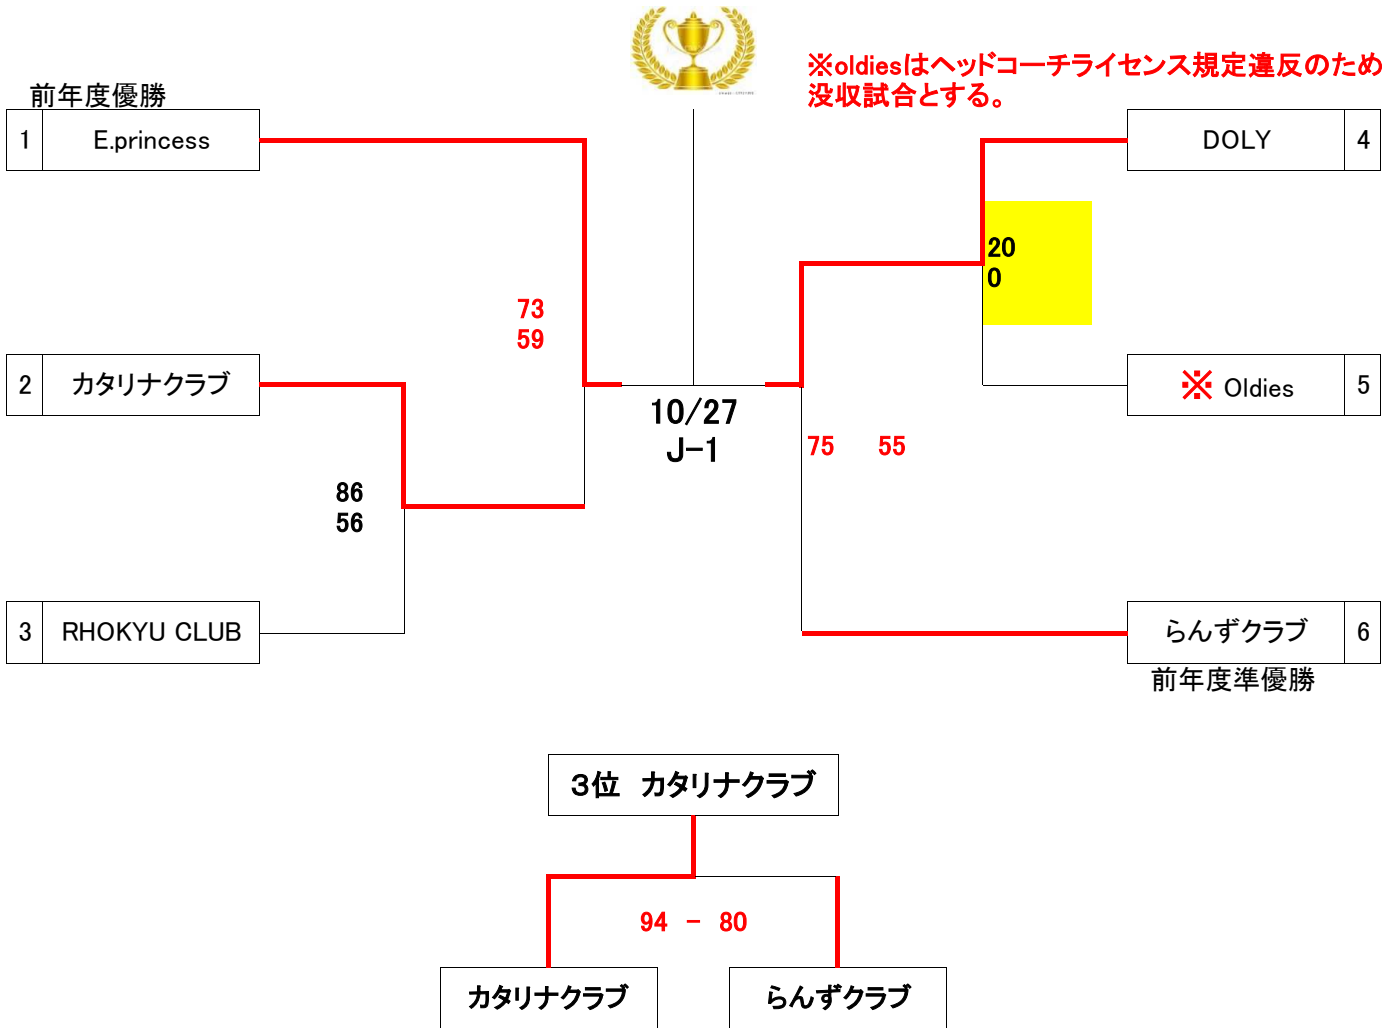 ※oldiesはヘッドコーチライセンス規定違反のため
没収試合とする。
前年度優勝
1 E.princess
DOLY 4
20
0
73
59
2 カタリナクラブ
※ Oldies 5
10/27
J-1
75 55
86
56
3 RHOKYU CLUB
らんずクラブ 6
前年度準優勝
3位 カタリナクラブ
94 - 80
カタリナクラブ
らんずクラブ